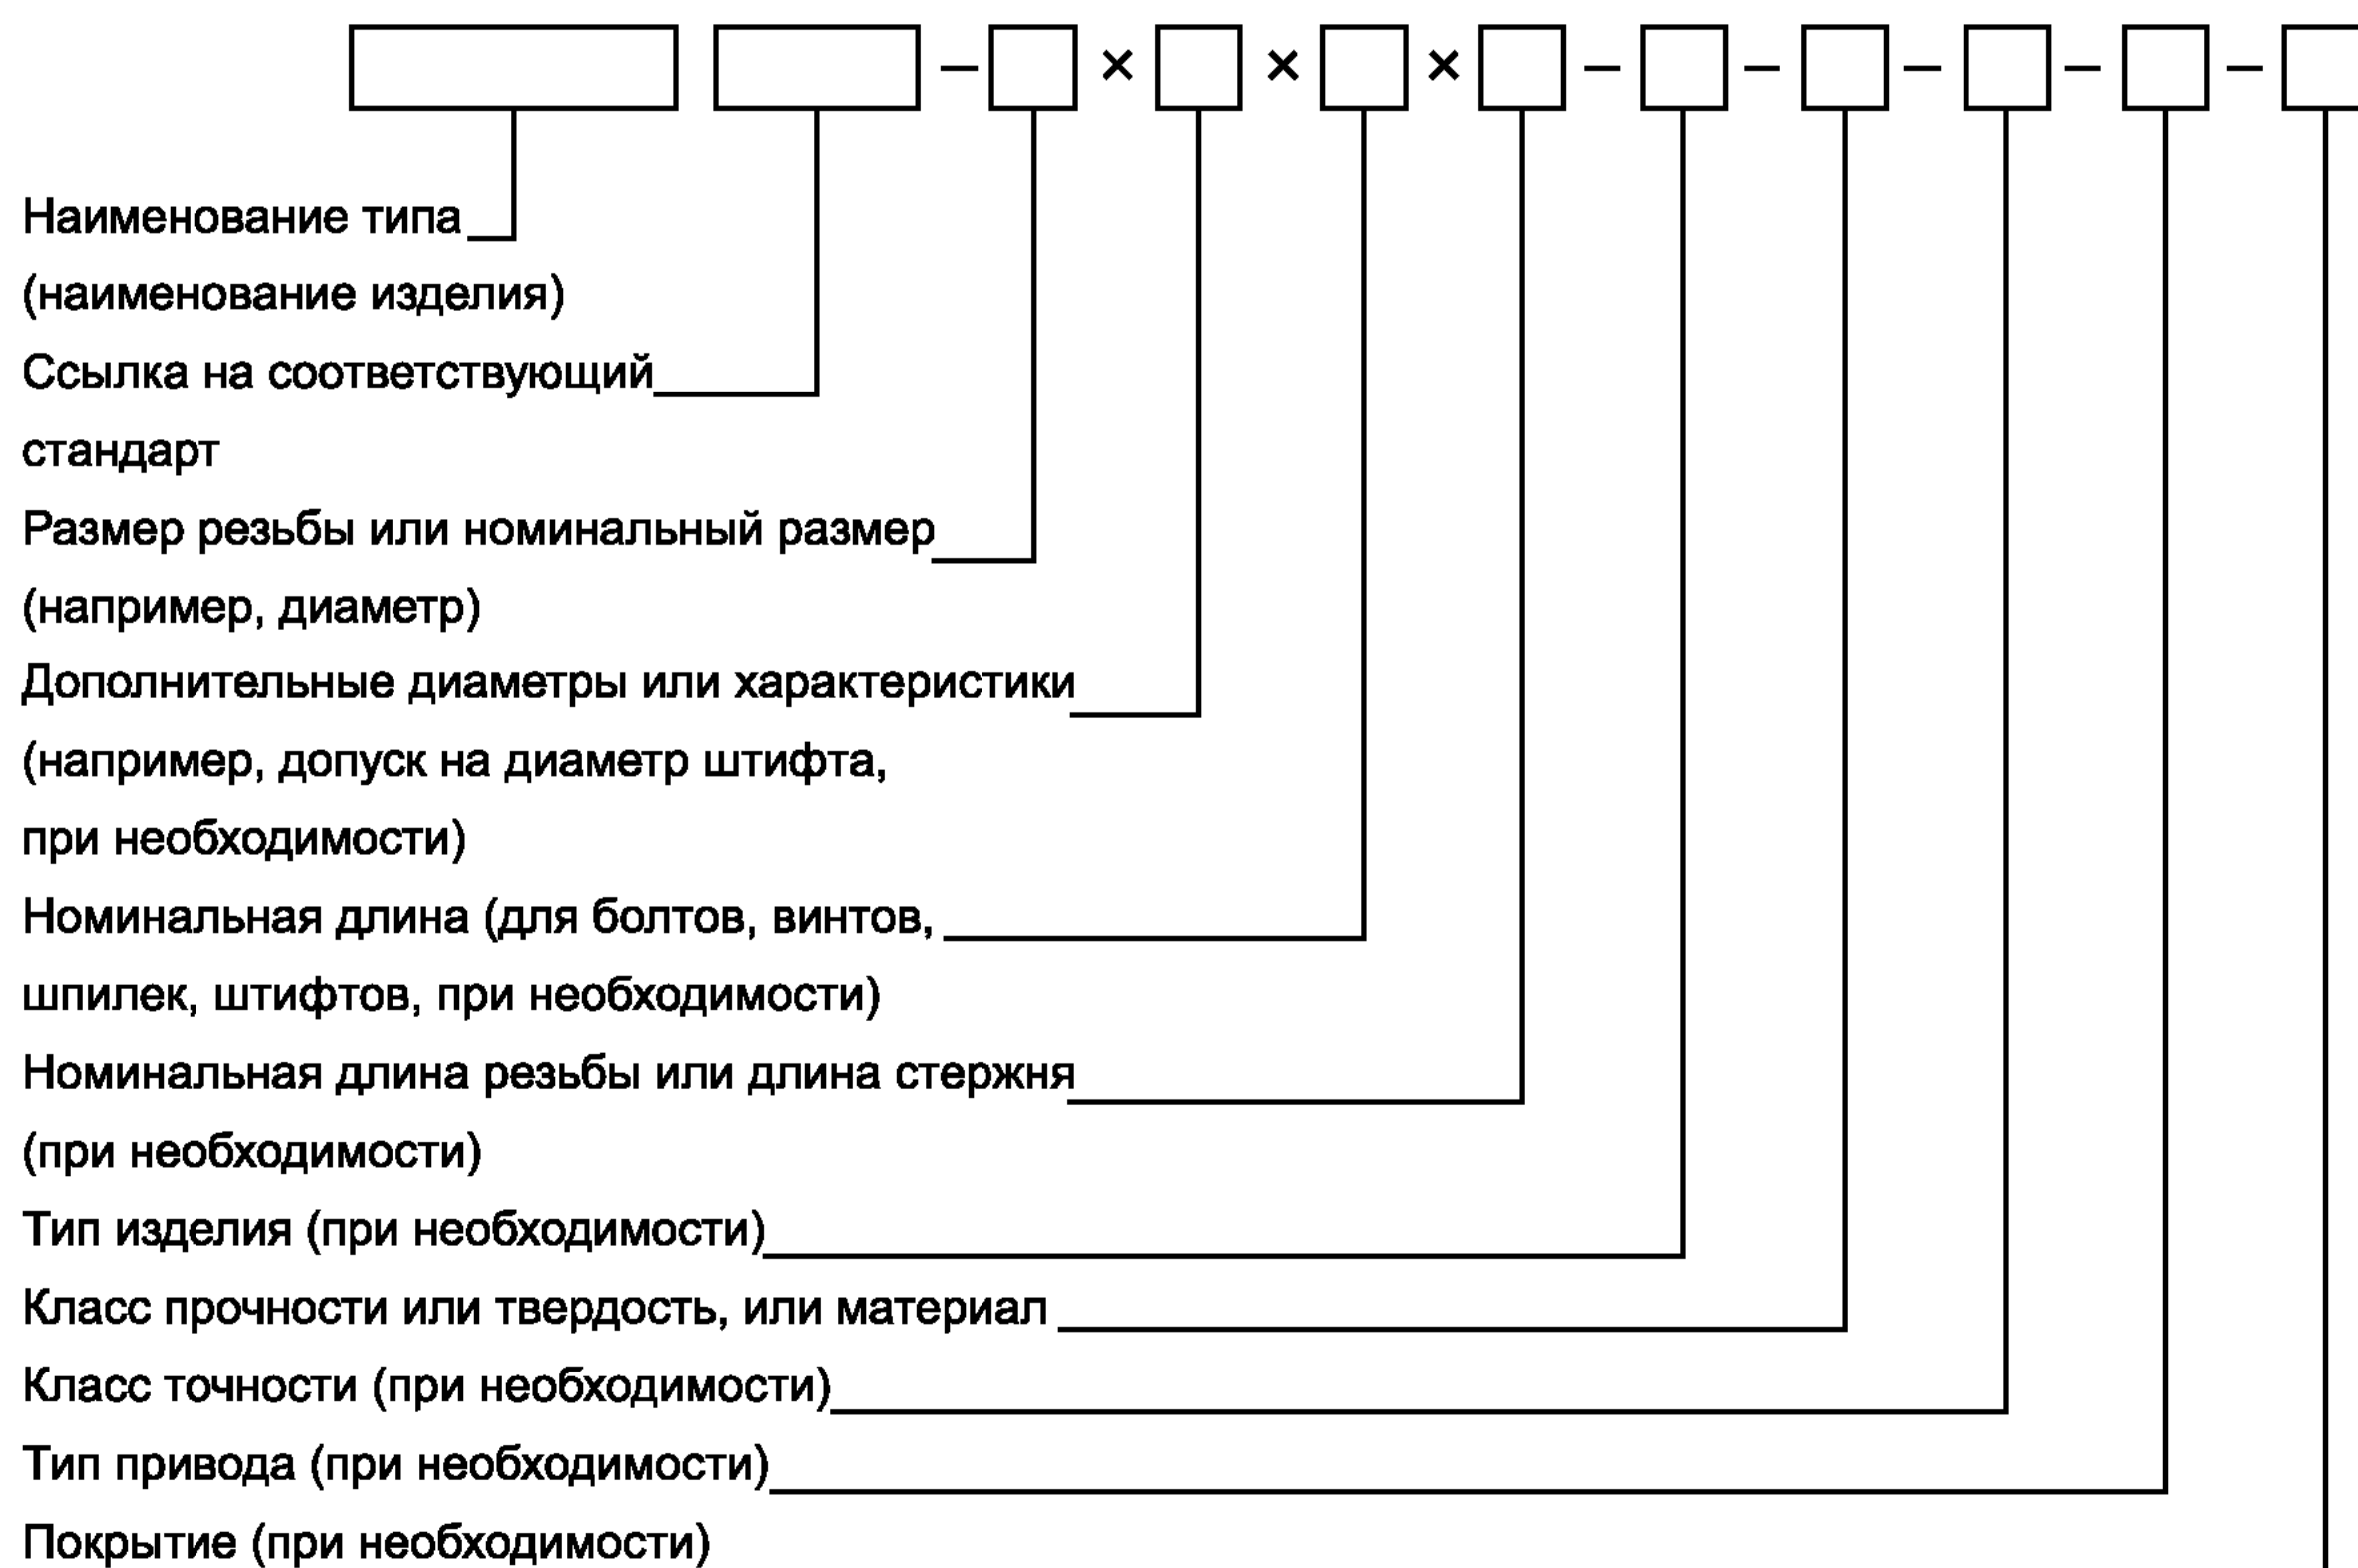 – × × × – – – – –
Наименование типа
(наименование изделия)
Ссылка на соответствующий
стандарт
Размер резьбы или номинальный размер
(например, диаметр)
Дополнительные диаметры или характеристики
(например, допуск на диаметр штифта,
при необходимости)
Номинальная длина (для болтов, винтов,
шпилек, штифтов, при необходимости)
Номинальная длина резьбы или длина стержня
(при необходимости)
Тип изделия (при необходимости)
Класс прочности или твердость, или материал
Класс точности (при необходимости)
Тип привода (при необходимости)
Покрытие (при необходимости)